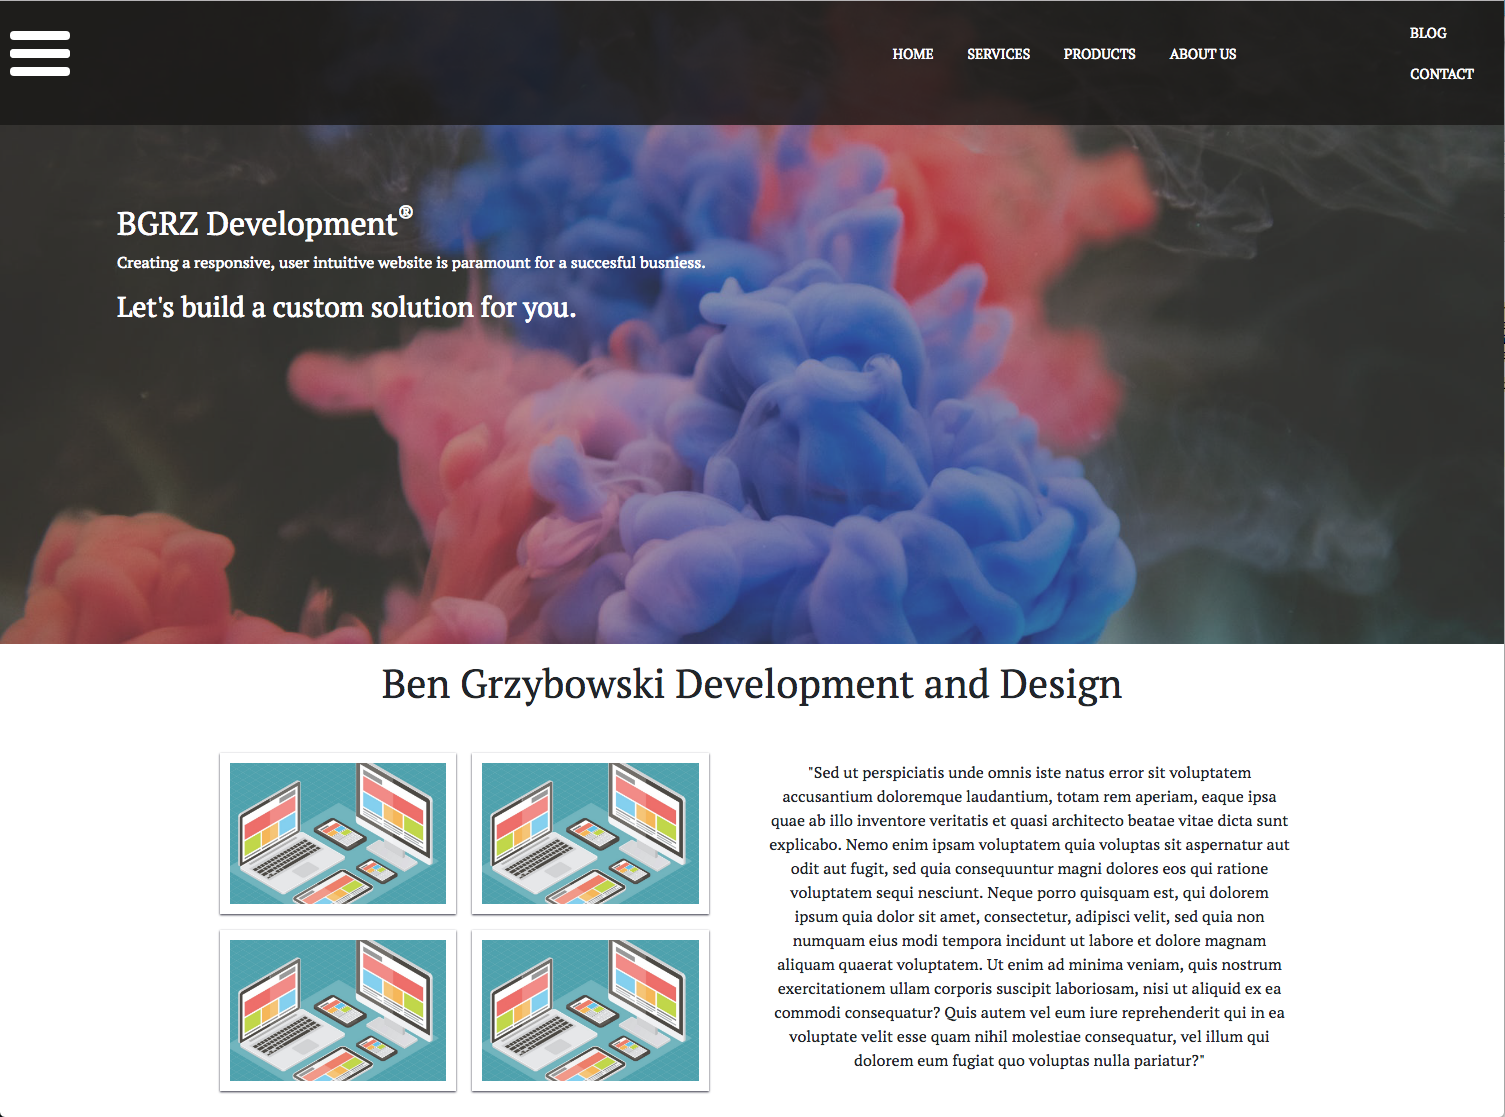 HOME SERVICES PRODUCTS ABOUT US
BLOG
CONTACT
BGRZ Development®
Creating a responsive, user intuitive website is paramount for a succesful busniess.
Let's build a custom solution for you.
Ben Grzybowski Development and Design
"Sed ut perspiciatis unde omnis iste natus error sit voluptatem
accusantium doloremque laudantium, totam rem aperiam, eaque ipsa
quae ab illo inventore veritatis et quasi architecto beatae vitae dicta sunt
explicabo. Nemo enim ipsam voluptatem quia voluptas sit aspernatur aut
odit aut fugit, sed quia consequuntur magni dolores eos qui ratione
voluptatem sequi nesciunt. Neque porro quisquam est, qui dolorem
ipsum quia dolor sit amet, consectetur, adipisci velit, sed quia non
numquam eius modi tempora incidunt ut labore et dolore magnam
aliquam quaerat voluptatem. Ut enim ad minima veniam, quis nostrum
exercitationem ullam corporis suscipit laboriosam, nisi ut aliquid ex ea
commodi consequatur? Quis autem vel eum iure reprehenderit qui in ea
voluptate velit esse quam nihil molestiae consequatur, vel illum qui
dolorem eum fugiat quo voluptas nulla pariatur?"